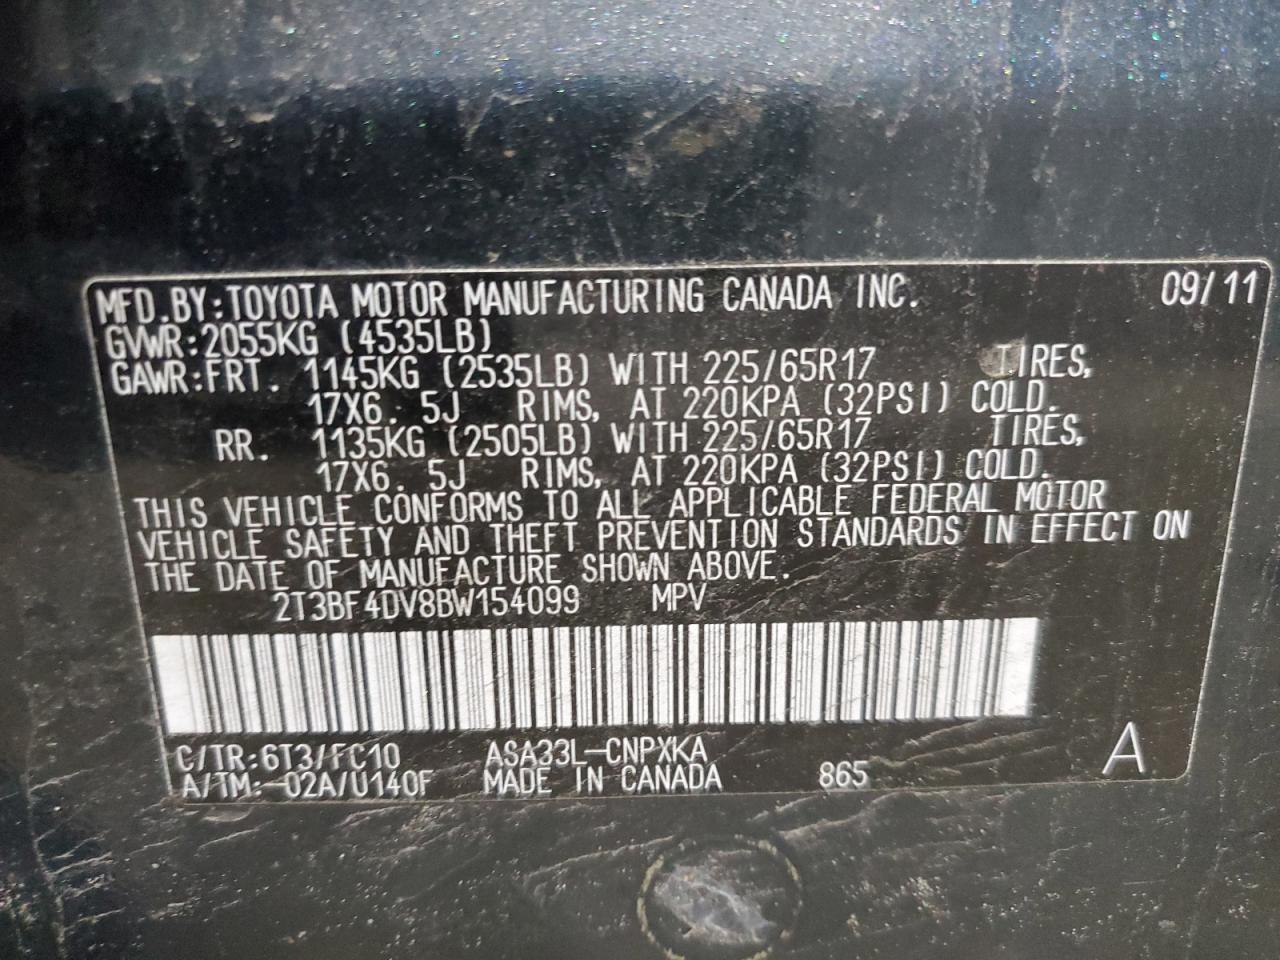 MFD.BY:TOYOTA MOTOR MANUFACTURING CANADA INC. 09/11
GVWR:2055KG (4535LB)
GAWR:FRT. 1145KG (2535LB) WITH 225/65R17 TIRES,
17X6.5J RIMS, AT 220KPA (32PSI) COLD.
RR. 1135KG (2505LB) WITH 225/65R17 TIRES,
17X6.5J RIMS, AT 220KPA (32PSI) COLD.
THIS VEHICLE CONFORMS TO ALL APPLICABLE FEDERAL MOTOR
VEHICLE SAFETY AND THEFT PREVENTION STANDARDS IN EFFECT ON
THE DATE OF MANUFACTURE SHOWN ABOVE.
2T3BF4DV8BW154099 MPV
C/TR:6T3/FC10 ASA33L-CNPXKA A
A/TM:-02A/U140F MADE IN CANADA 865